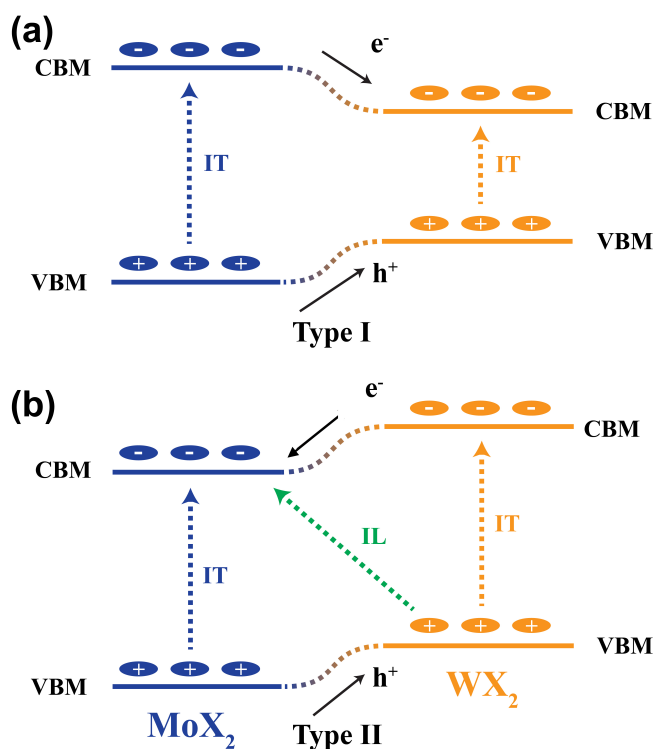 (a)
e⁻
- - -
CBM
- - -
CBM
IT
IT
+ + +
VBM
+ + +
VBM
h⁺
Type I
(b)
e⁻
- - -
CBM
- - -
CBM
IL
IT
IT
+ + +
VBM
+ + +
VBM
h⁺
WX₂
MoX₂
Type II